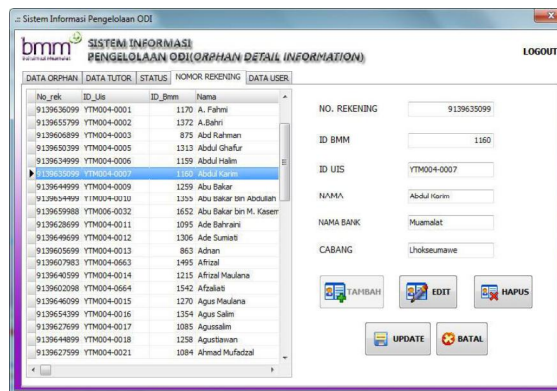 .:: Sistem Informasi Pengelolaan ODI
bmm
SISTEM INFORMASI
PENGELOLAAN ODI(ORPHAN DETAIL INFORMATION)
LOGOUT
DATA ORPHAN DATA TUTOR STATUS NOMOR REKENING DATA USER
No_rek ID_Uis ID_Bmm Nama
9139636099 YTM004-0001 1170 A. Fahmi
9139655799 YTM004-0002 1372 A.Bahri
9139606899 YTM004-0003 875 Abd Rahman
9139650399 YTM004-0005 1313 Abdul Ghafur
9139634999 YTM004-0006 1159 Abdul Halim
9139635099 YTM004-0007 1160 Abdul Karim
9139644999 YTM004-0009 1259 Abu Bakar
9139654499 YTM004-0010 1355 Abu Bakar Bin Abdullah
9139659988 YTM006-0032 1652 Abu Bakar bin M. Kasem
9139628699 YTM004-0011 1095 Ade Bahraini
9139649699 YTM004-0012 1306 Ade Sumiati
9139605699 YTM004-0013 863 Adnan
9139607983 YTM004-0663 1495 Afrizal
9139640599 YTM004-0014 1215 Afrizal Maulana
9139602098 YTM004-0664 1542 Afzaliati
9139646099 YTM004-0015 1270 Agus Maulana
9139654399 YTM004-0016 1354 Agus Salim
9139627699 YTM004-0017 1085 Agussalim
9139644899 YTM004-0018 1258 Agustiawan
9139627599 YTM004-0021 1084 Ahmad Mufadzal
NO. REKENING 9139635099
ID BMM 1160
ID UIS YTM004-0007
NAMA Abdul Karim
NAMA BANK Muamalat
CABANG Lhokseumawe
TAMBAH EDIT HAPUS
UPDATE BATAL